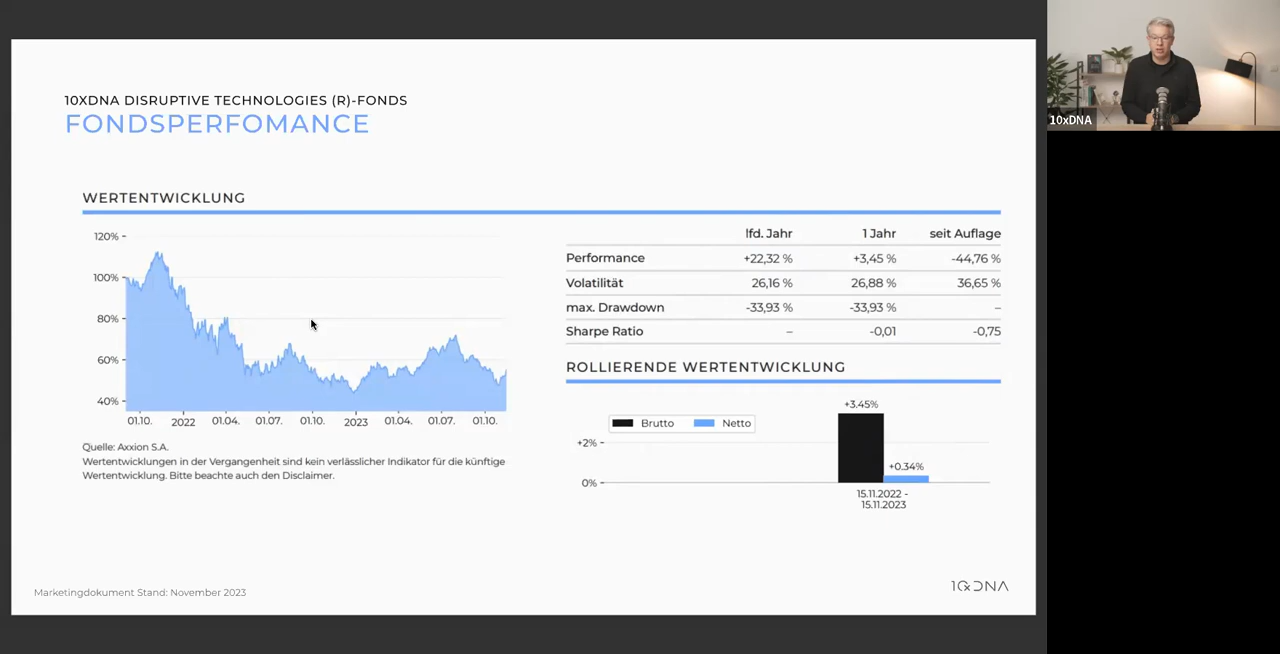 10XDNA DISRUPTIVE TECHNOLOGIES (R)-FONDS
FONDSPERFOMANCE
WERTENTWICKLUNG
120%
100%
80%
60%
40%
01.10. 2022 01.04. 01.07. 01.10. 2023 01.04. 01.07. 01.10.
Quelle: Axxion S.A.
Wertentwicklungen in der Vergangenheit sind kein verlässlicher Indikator für die künftige
Wertentwicklung. Bitte beachte auch den Disclaimer.
lfd. Jahr 1 Jahr seit Auflage
Performance +22,32 % +3,45 % -44,76 %
Volatilität 26,16 % 26,88 % 36,65 %
max. Drawdown -33,93 % -33,93 % –
Sharpe Ratio – -0,01 -0,75
ROLLIERENDE WERTENTWICKLUNG
Brutto Netto
+3.45%
+2%
+0.34%
0%
15.11.2022 -
15.11.2023
Marketingdokument Stand: November 2023
10XDNA
10xDNA